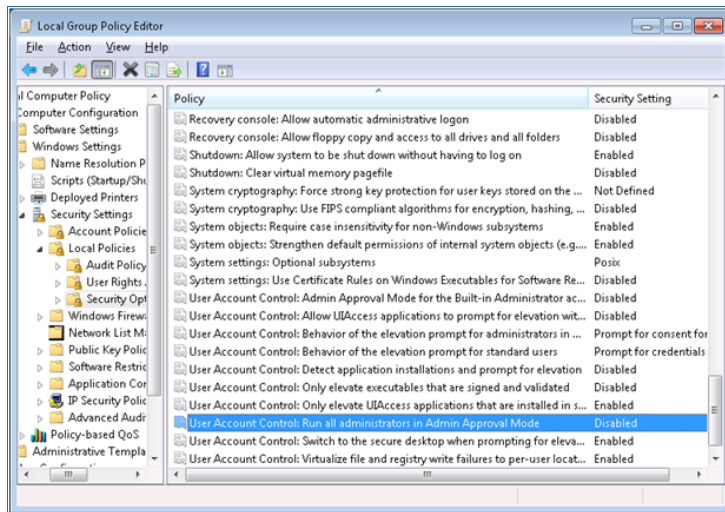 Local Group Policy Editor
File Action View Help
al Computer Policy
Computer Configuration
Software Settings
Windows Settings
Name Resolution P
Scripts (Startup/Shu
Deployed Printers
Security Settings
Account Policie
Local Policies
Audit Policy
User Rights
Security Opt
Windows Firew
Network List Ma
Public Key Polic
Software Restric
Application Con
IP Security Polic
Advanced Audi
Policy-based QoS
Administrative Templa
Policy Security Setting
Recovery console: Allow automatic administrative logon Disabled
Recovery console: Allow floppy copy and access to all drives and all folders Disabled
Shutdown: Allow system to be shut down without having to log on Enabled
Shutdown: Clear virtual memory pagefile Disabled
System cryptography: Force strong key protection for user keys stored on the ... Not Defined
System cryptography: Use FIPS compliant algorithms for encryption, hashing, ... Disabled
System objects: Require case insensitivity for non-Windows subsystems Enabled
System objects: Strengthen default permissions of internal system objects (e.g.... Enabled
System settings: Optional subsystems Posix
System settings: Use Certificate Rules on Windows Executables for Software Re... Disabled
User Account Control: Admin Approval Mode for the Built-in Administrator ac... Disabled
User Account Control: Allow UIAccess applications to prompt for elevation wit... Disabled
User Account Control: Behavior of the elevation prompt for administrators in ... Prompt for consent for
User Account Control: Behavior of the elevation prompt for standard users Prompt for credentials
User Account Control: Detect application installations and prompt for elevation Disabled
User Account Control: Only elevate executables that are signed and validated Disabled
User Account Control: Only elevate UIAccess applications that are installed in s... Enabled
User Account Control: Run all administrators in Admin Approval Mode Disabled
User Account Control: Switch to the secure desktop when prompting for eleva... Enabled
User Account Control: Virtualize file and registry write failures to per-user locat... Enabled